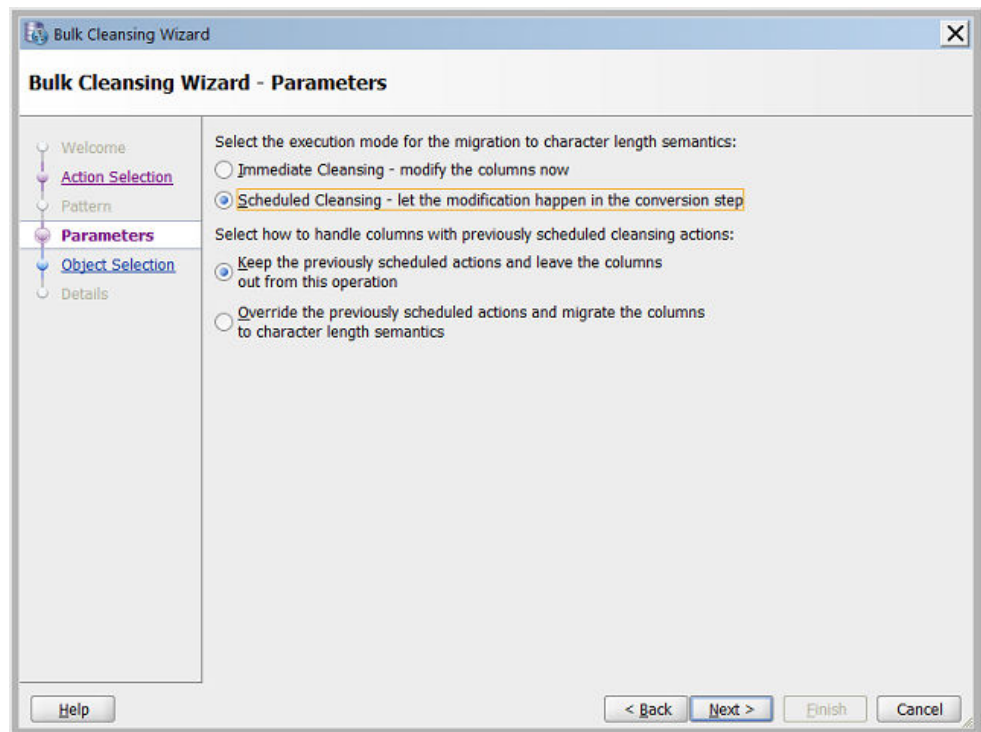 Bulk Cleansing Wizard
Bulk Cleansing Wizard - Parameters
Welcome
Action Selection
Pattern
Parameters
Object Selection
Details
Select the execution mode for the migration to character length semantics:
Immediate Cleansing - modify the columns now
Scheduled Cleansing - let the modification happen in the conversion step
Select how to handle columns with previously scheduled cleansing actions:
Keep the previously scheduled actions and leave the columns
out from this operation
Override the previously scheduled actions and migrate the columns
to character length semantics
Help
< Back
Next >
Finish
Cancel